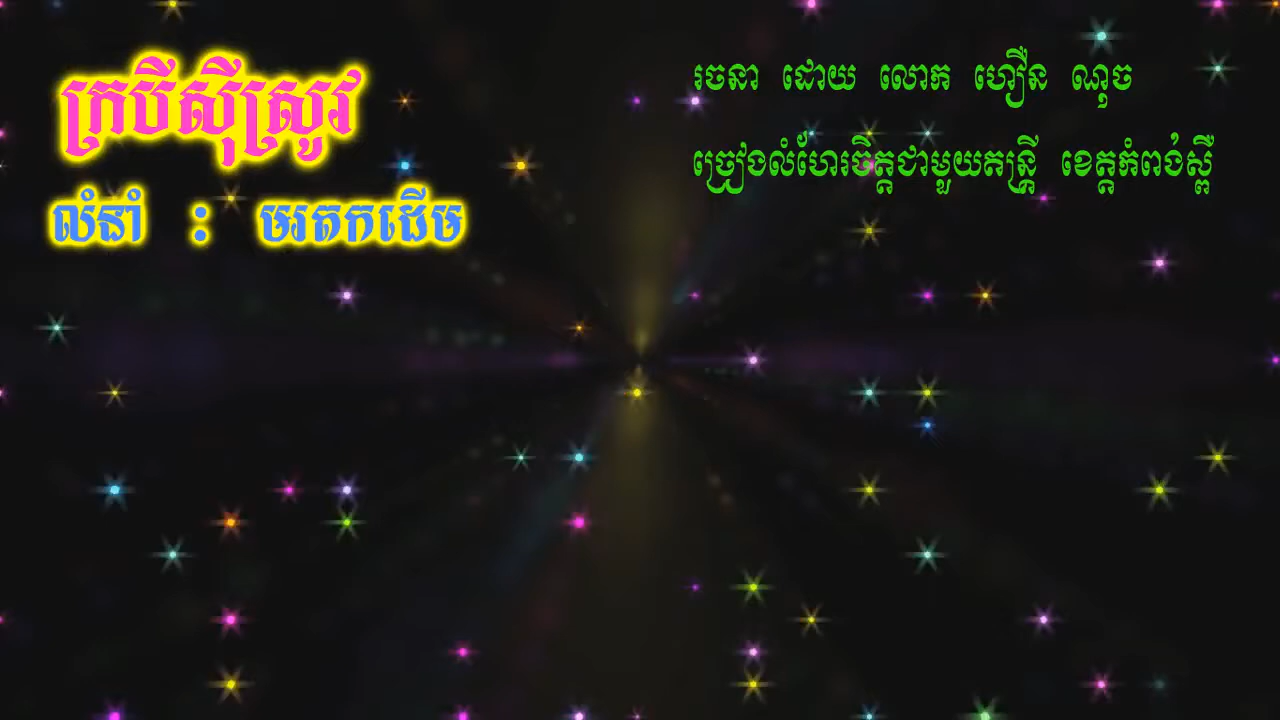 ក្របីស៊ីស្រូវ
លំនាំ ៖ មរតកដើម
រចនា ដោយ លោក ហឿន ណូច
ច្រៀងលំហែរចិត្តជាមួយតន្ត្រី ខេត្តកំពង់ស្ពឺ